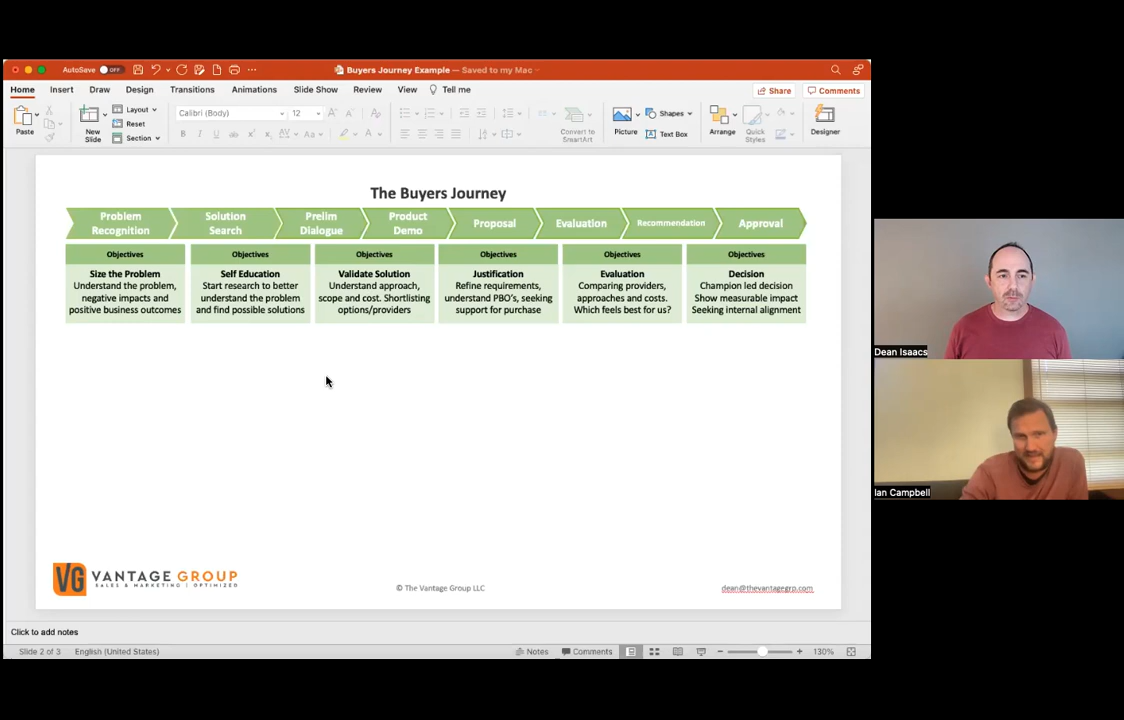 AutoSave OFF
Buyers Journey Example — Saved to my Mac
Home Insert Draw Design Transitions Animations Slide Show Review View Tell me
Share Comments
Paste
New Slide
Layout
Reset
Section
Calibri (Body) 12
Convert to SmartArt
Picture
Shapes
Text Box
Arrange
Quick Styles
Designer
The Buyers Journey
Problem Recognition
Solution Search
Prelim Dialogue
Product Demo
Proposal
Evaluation
Recommendation
Approval
Objectives
Size the Problem
Understand the problem,
negative impacts and
positive business outcomes
Objectives
Self Education
Start research to better
understand the problem
and find possible solutions
Objectives
Validate Solution
Understand approach,
scope and cost. Shortlisting
options/providers
Objectives
Justification
Refine requirements,
understand PBO's, seeking
support for purchase
Objectives
Evaluation
Comparing providers,
approaches and costs.
Which feels best for us?
Objectives
Decision
Champion led decision
Show measurable impact
Seeking internal alignment
Dean Isaacs
Ian Campbell
VG VANTAGE GROUP
SALES & MARKETING | OPTIMIZED
© The Vantage Group LLC
dean@thevantagegrp.com
Click to add notes
Slide 2 of 3 English (United States)
Notes Comments 130%